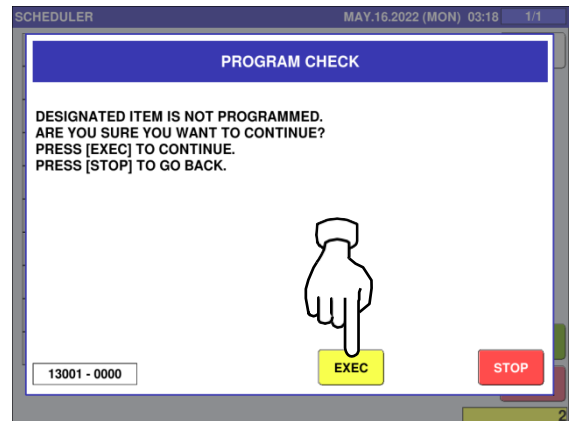 SCHEDULER MAY.16.2022 (MON) 03:18 1/1
PROGRAM CHECK
DESIGNATED ITEM IS NOT PROGRAMMED.
ARE YOU SURE YOU WANT TO CONTINUE?
PRESS [EXEC] TO CONTINUE.
PRESS [STOP] TO GO BACK.
13001 - 0000 EXEC STOP
2